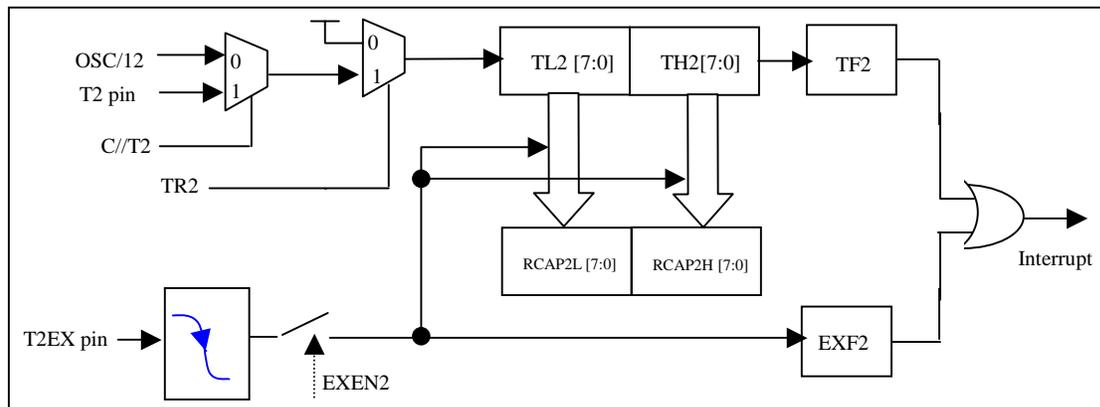 OSC/12
0
T2 pin
1
C//T2
0
1
TR2
TL2 [7:0]
TH2[7:0]
TF2
RCAP2L [7:0]
RCAP2H [7:0]
Interrupt
T2EX pin
EXEN2
EXF2